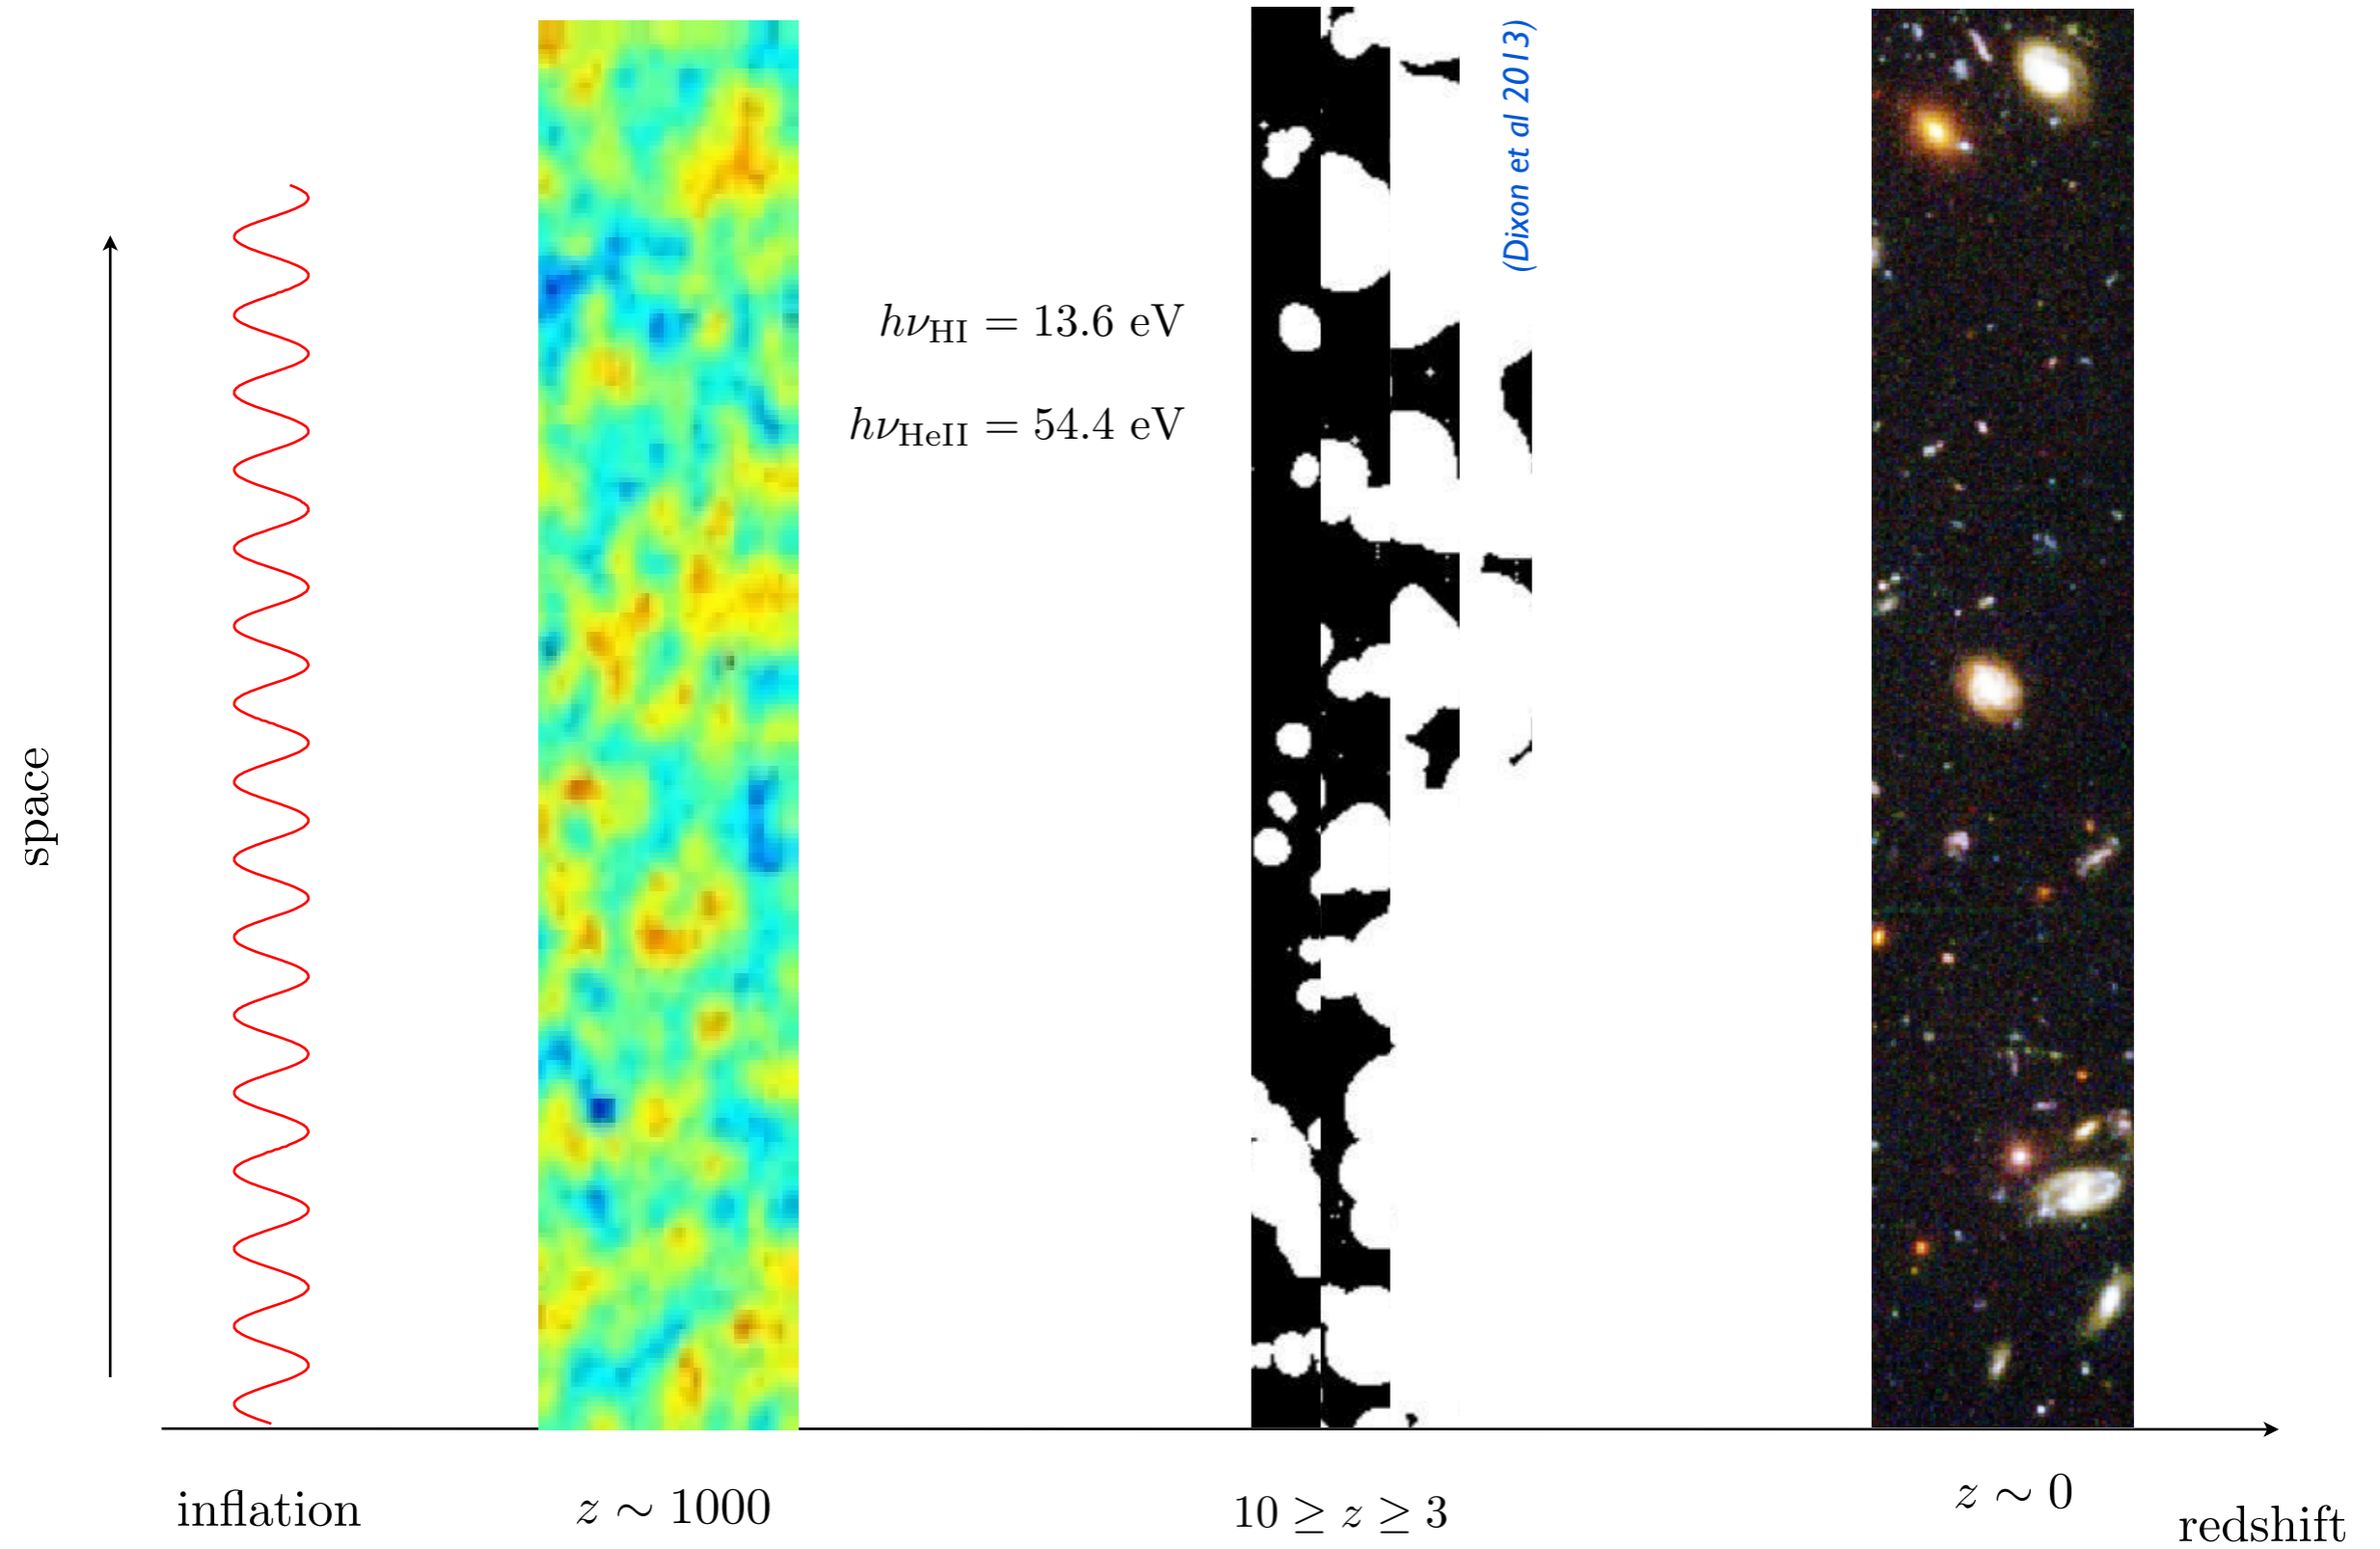 (Dixon et al 2013)
hν_HI = 13.6 eV
hν_HeII = 54.4 eV
space
inflation
z ∼ 1000
10 ≥ z ≥ 3
z ∼ 0
redshift